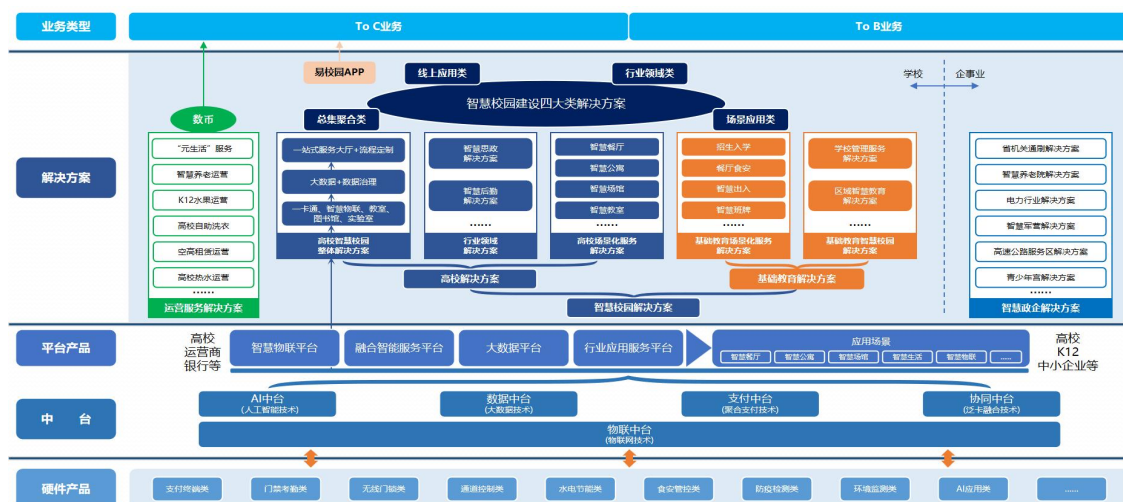 业务类型
To C业务
To B业务
易校园APP
线上应用类
行业领域类
学校
企事业
智慧校园建设四大类解决方案
数币
总集聚合类
场景应用类
解决方案
“元生活”服务
智慧养老运营
K12水果运营
高校自助洗衣
空高租赁运营
高校热水运营
......
运营服务解决方案
一站式服务大厅+流程定制
大数据+数据治理
一卡通、智慧物联、教室、
图书馆、实验室
高校智慧校园
整体解决方案
智慧思政
解决方案
智慧后勤
解决方案
......
行业领域
解决方案
智慧餐厅
智慧公寓
智慧场馆
智慧教室
......
高校场景化服务
解决方案
招生入学
餐厅食安
智慧出入
智慧班牌
......
基础教育场景化服务
解决方案
学校管理服务
解决方案
区域智慧教育
解决方案
......
基础教育智慧校园
解决方案
省机关通刷解决方案
智慧养老院解决方案
电力行业解决方案
智慧军营解决方案
高速公路服务区解决方案
青少年宫解决方案
......
智慧政企解决方案
高校解决方案
基础教育解决方案
智慧校园解决方案
平台产品
高校
运营商
银行等
智慧物联平台
融合智能服务平台
大数据平台
行业应用服务平台
应用场景
智慧餐厅
智慧公寓
智慧场馆
智慧生活
智慧物联
......
高校
K12
中小企业等
中 台
AI中台
(人工智能技术)
数据中台
(大数据技术)
支付中台
(聚合支付技术)
协同中台
(泛卡融合技术)
物联中台
(物联网技术)
硬件产品
支付终端类
门禁考勤类
无线门锁类
通道控制类
水电节能类
食安管控类
防疫检测类
环境监测类
AI应用类
......